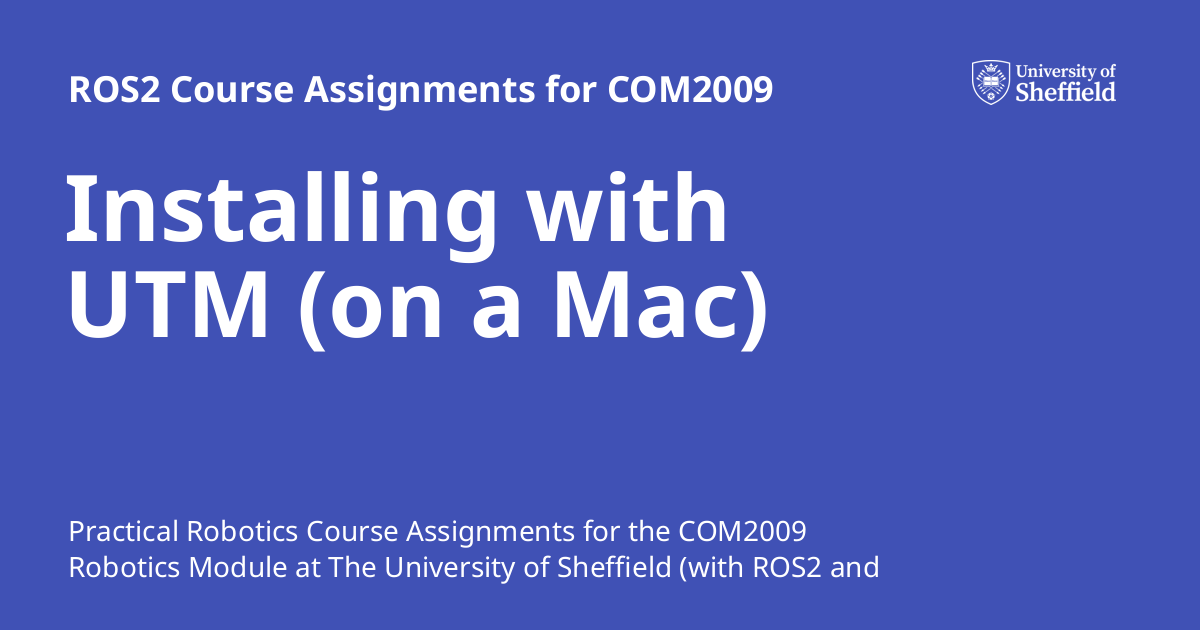 ROS2 Course Assignments for COM2009
University of
Sheffield
Installing with
UTM (on a Mac)
Practical Robotics Course Assignments for the COM2009
Robotics Module at The University of Sheffield (with ROS2 and